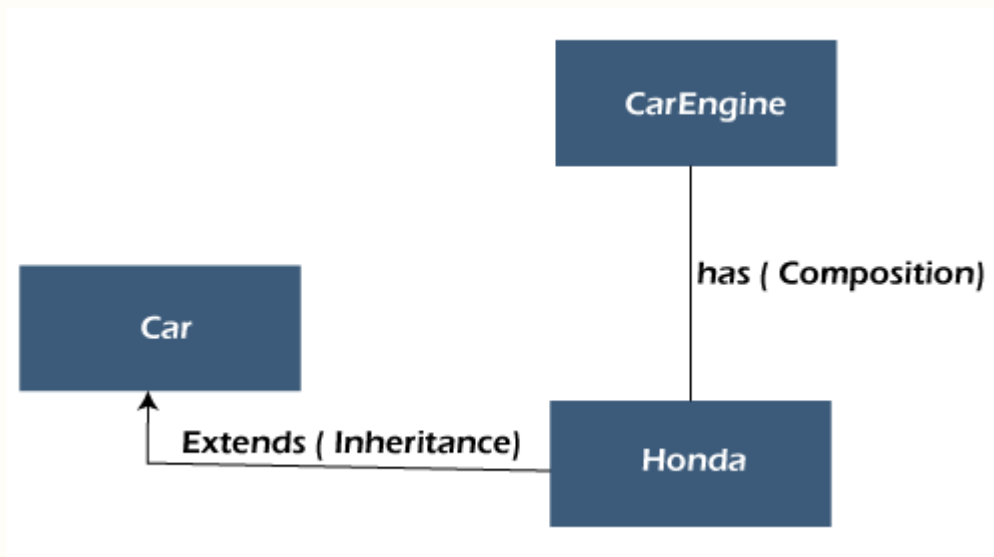 CarEngine
has ( Composition)
Car
Extends ( Inheritance)
Honda